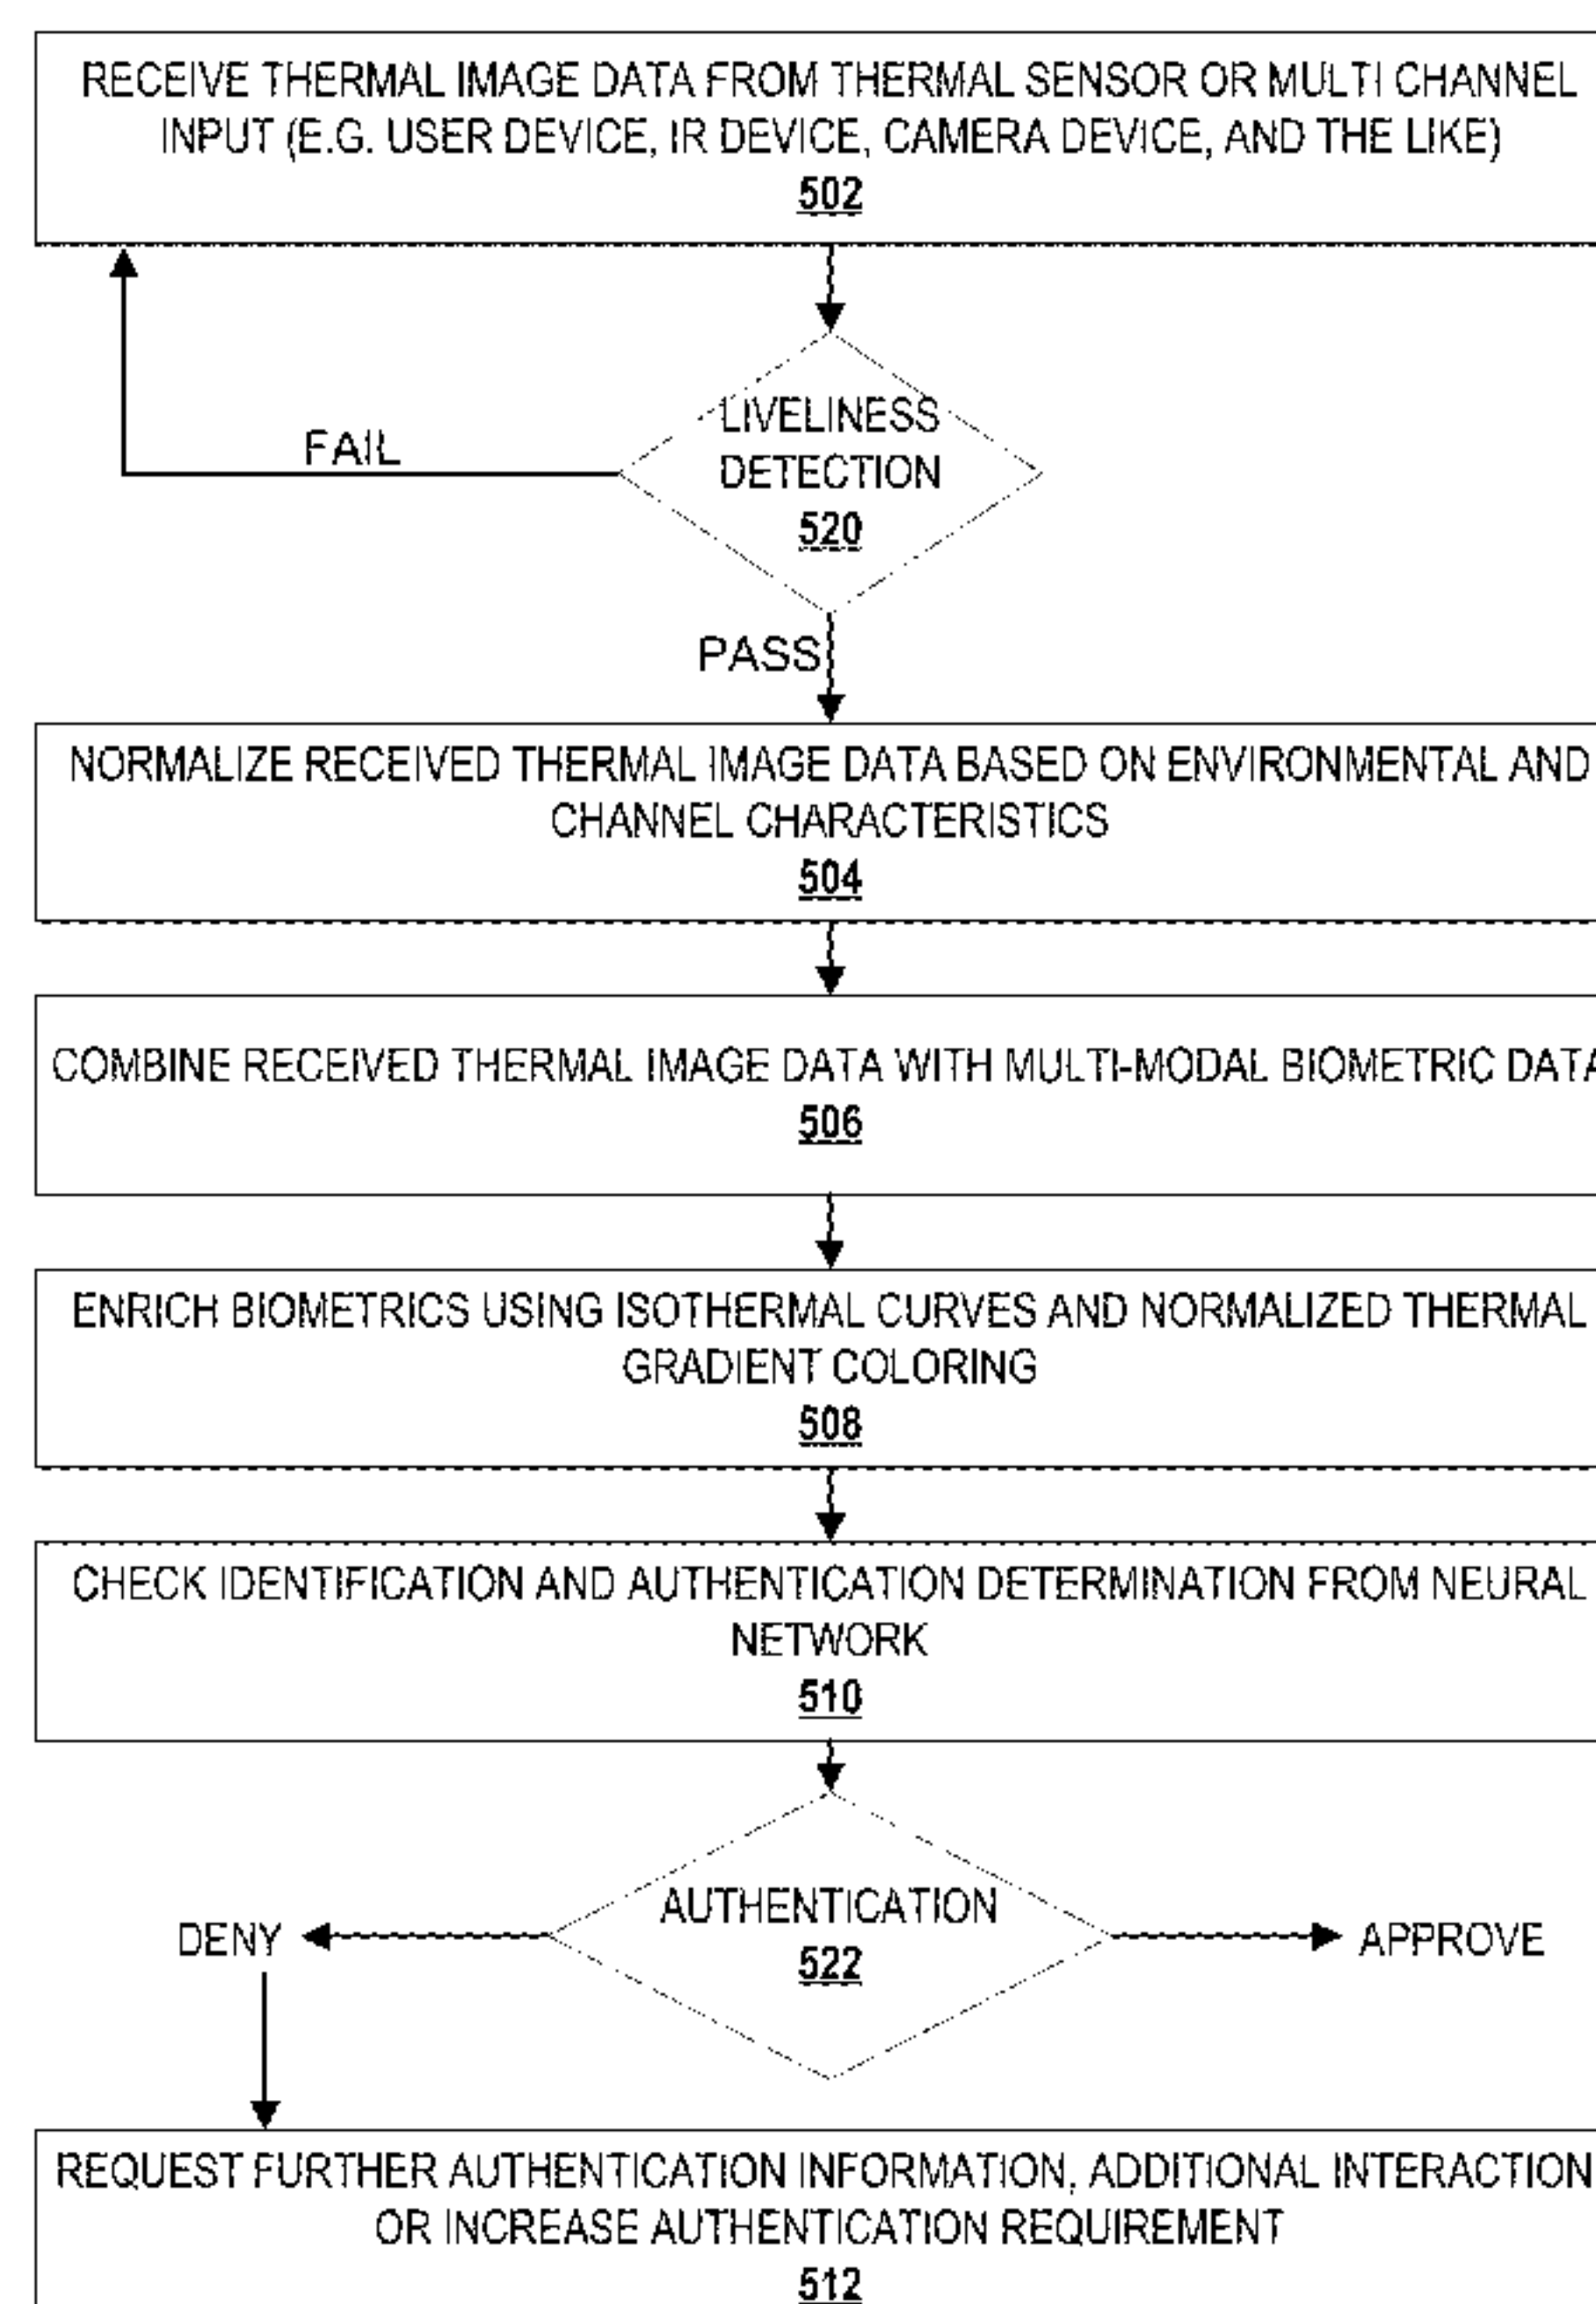 RECEIVE THERMAL IMAGE DATA FROM THERMAL SENSOR OR MULTI CHANNEL
INPUT (E.G. USER DEVICE, IR DEVICE, CAMERA DEVICE, AND THE LIKE)
502
LIVELINESS
DETECTION
520
FAIL
PASS
NORMALIZE RECEIVED THERMAL IMAGE DATA BASED ON ENVIRONMENTAL AND
CHANNEL CHARACTERISTICS
504
COMBINE RECEIVED THERMAL IMAGE DATA WITH MULTI-MODAL BIOMETRIC DATA
506
ENRICH BIOMETRICS USING ISOTHERMAL CURVES AND NORMALIZED THERMAL
GRADIENT COLORING
508
CHECK IDENTIFICATION AND AUTHENTICATION DETERMINATION FROM NEURAL
NETWORK
510
AUTHENTICATION
522
DENY
APPROVE
REQUEST FURTHER AUTHENTICATION INFORMATION, ADDITIONAL INTERACTION
OR INCREASE AUTHENTICATION REQUIREMENT
512